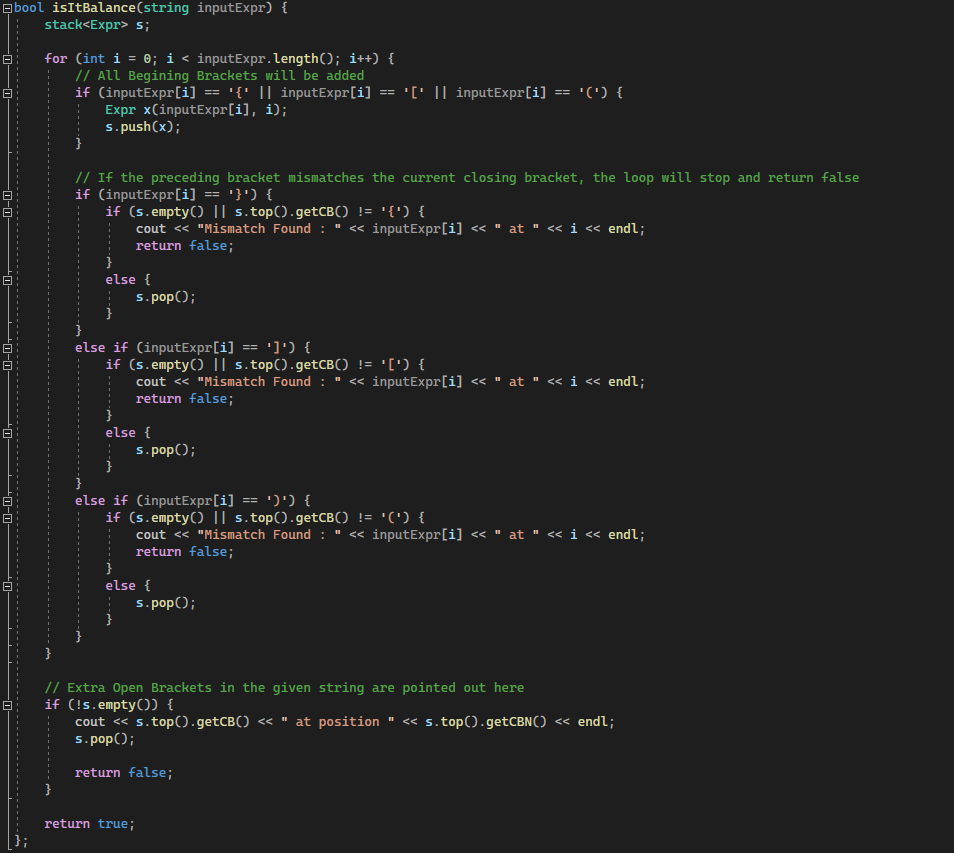 bool isItBalance(string inputExpr) {
    stack<Expr> s;

    for (int i = 0; i < inputExpr.length(); i++) {
        // All Begining Brackets will be added
        if (inputExpr[i] == '{' || inputExpr[i] == '[' || inputExpr[i] == '(') {
            Expr x(inputExpr[i], i);
            s.push(x);
        }

        // If the preceding bracket mismatches the current closing bracket, the loop will stop and return false
        if (inputExpr[i] == '}') {
            if (s.empty() || s.top().getCB() != '{') {
                cout << "Mismatch Found : " << inputExpr[i] << " at " << i << endl;
                return false;
            }
            else {
                s.pop();
            }
        }
        else if (inputExpr[i] == ']') {
            if (s.empty() || s.top().getCB() != '[') {
                cout << "Mismatch Found : " << inputExpr[i] << " at " << i << endl;
                return false;
            }
            else {
                s.pop();
            }
        }
        else if (inputExpr[i] == ')') {
            if (s.empty() || s.top().getCB() != '(') {
                cout << "Mismatch Found : " << inputExpr[i] << " at " << i << endl;
                return false;
            }
            else {
                s.pop();
            }
        }
    }

    // Extra Open Brackets in the given string are pointed out here
    if (!s.empty()) {
        cout << s.top().getCB() << " at position " << s.top().getCBN() << endl;
        s.pop();

        return false;
    }

    return true;
};